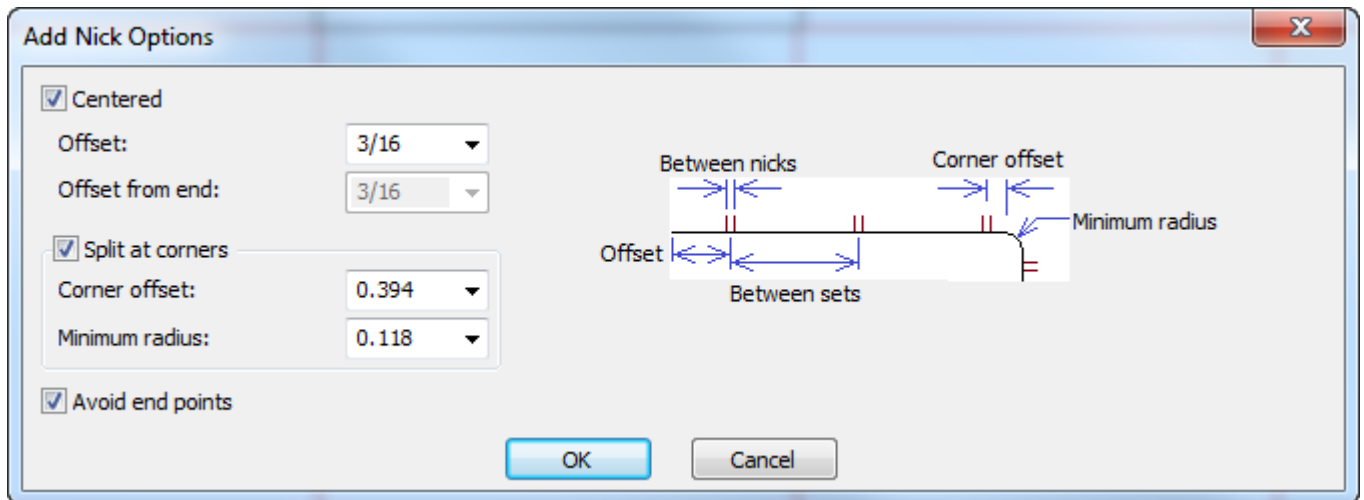 Add Nick Options
Centered
Offset: 3/16
Offset from end: 3/16
Split at corners
Corner offset: 0.394
Minimum radius: 0.118
Avoid end points
Between nicks
Corner offset
Minimum radius
Offset
Between sets
OK
Cancel